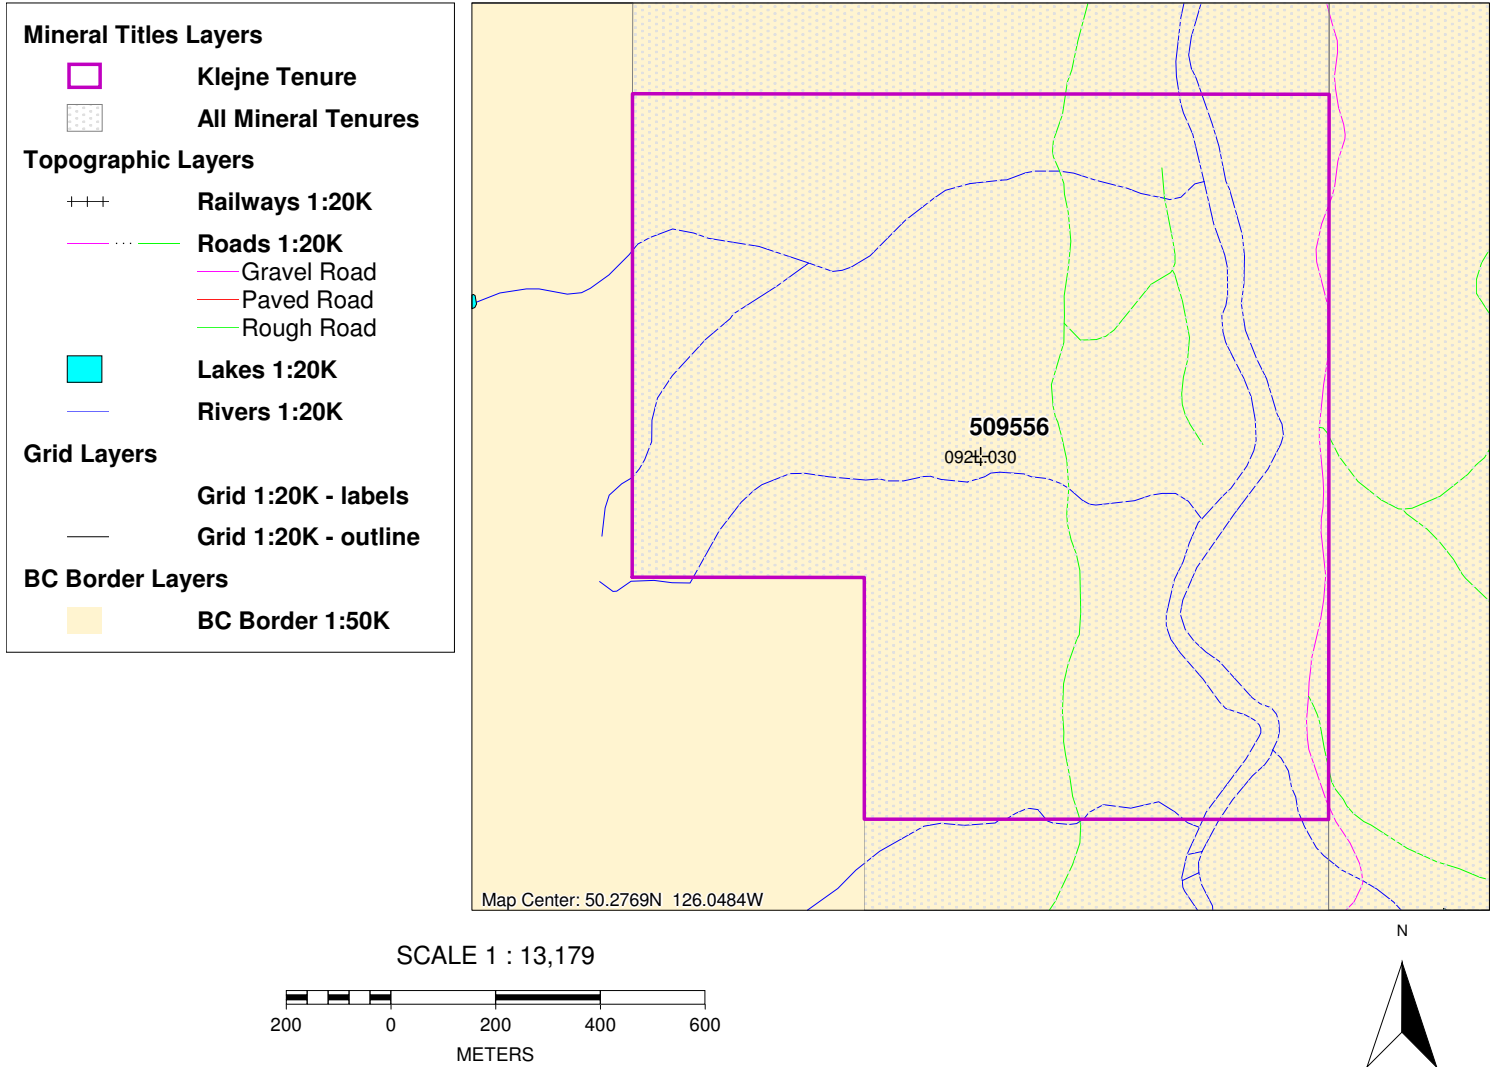 Mineral Titles Layers
Klejne Tenure
All Mineral Tenures
Topographic Layers
Railways 1:20K
Roads 1:20K
Gravel Road
Paved Road
Rough Road
Lakes 1:20K
Rivers 1:20K
Grid Layers
Grid 1:20K - labels
Grid 1:20K - outline
BC Border Layers
BC Border 1:50K
509556
Map Center: 50.2769N 126.0484W
SCALE 1 : 13,179
200 0 200 400 600
METERS
N